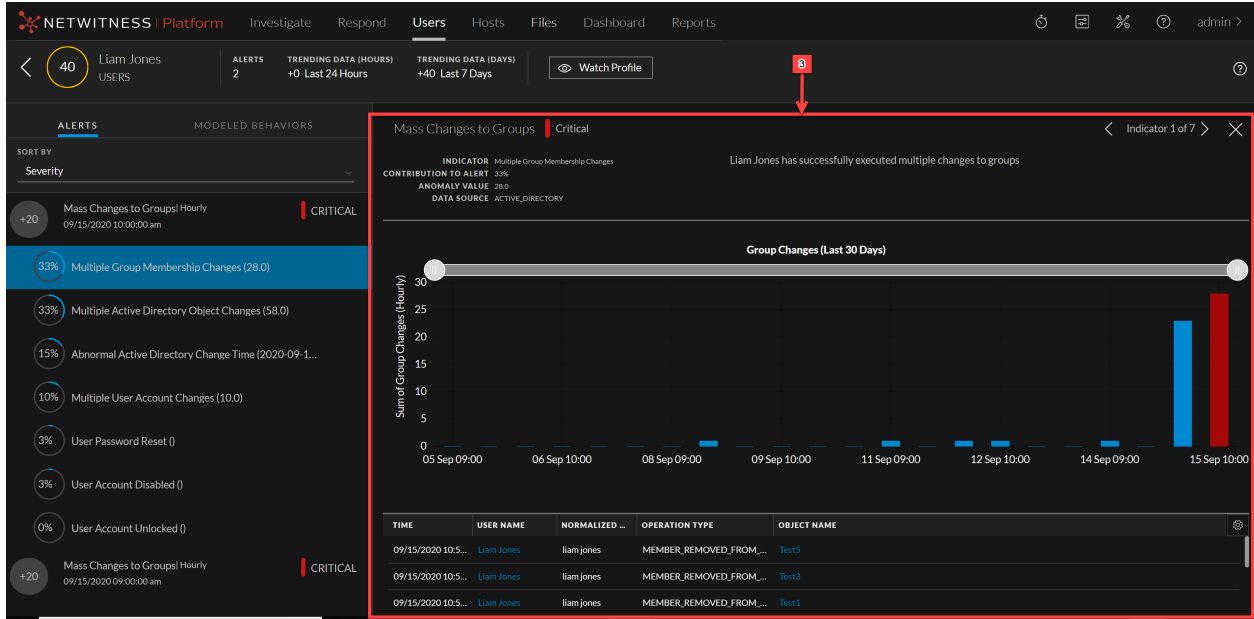 NETWITNESS | Platform Investigate Respond Users Hosts Files Dashboard Reports admin >
40 Liam Jones
USERS
ALERTS
2
TRENDING DATA (HOURS)
+0 Last 24 Hours
TRENDING DATA (DAYS)
+40 Last 7 Days
Watch Profile
3
ALERTS MODELED BEHAVIORS
SORT BY
Severity
+20 Mass Changes to Groups| Hourly CRITICAL
09/15/2020 10:00:00 am
33% Multiple Group Membership Changes (28.0)
33% Multiple Active Directory Object Changes (58.0)
15% Abnormal Active Directory Change Time (2020-09-1...
10% Multiple User Account Changes (10.0)
3% User Password Reset ()
3% User Account Disabled ()
0% User Account Unlocked ()
+20 Mass Changes to Groups| Hourly CRITICAL
09/15/2020 09:00:00 am
Mass Changes to Groups Critical Indicator 1 of 7
INDICATOR Multiple Group Membership Changes
CONTRIBUTION TO ALERT 33%
ANOMALY VALUE 28.0
DATA SOURCE ACTIVE_DIRECTORY
Liam Jones has successfully executed multiple changes to groups
Group Changes (Last 30 Days)
Sum of Group Changes (Hourly)
30
25
20
15
10
5
0
05 Sep 09:00 06 Sep 10:00 08 Sep 09:00 09 Sep 10:00 11 Sep 09:00 12 Sep 10:00 14 Sep 09:00 15 Sep 10:00
TIME USER NAME NORMALIZED ... OPERATION TYPE OBJECT NAME
09/15/2020 10:5... Liam Jones liam jones MEMBER_REMOVED_FROM_... Test5
09/15/2020 10:5... Liam Jones liam jones MEMBER_REMOVED_FROM_... Test3
09/15/2020 10:5... Liam Jones liam jones MEMBER_REMOVED_FROM_... Test1